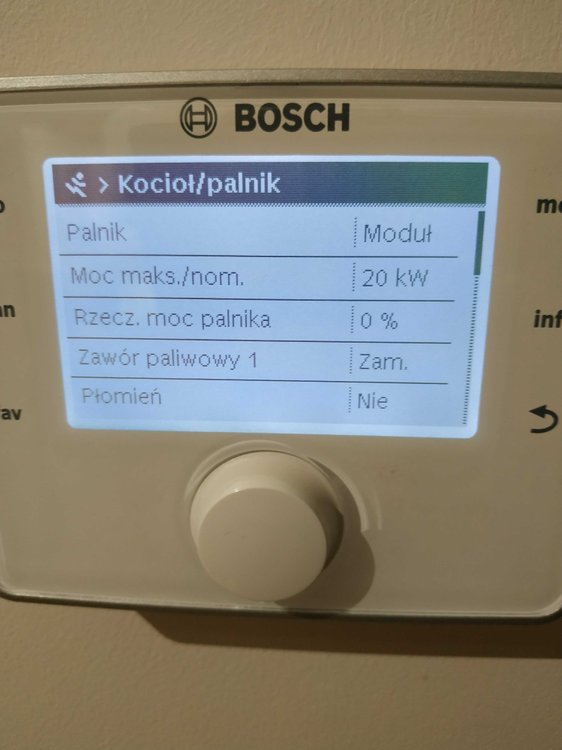 BOSCH
> Kocioł/palnik
Palnik Moduł
Moc maks./nom. 20 kW
Rzecz. moc palnika 0 %
Zawór paliwowy 1 Zam.
Płomień Nie
fav